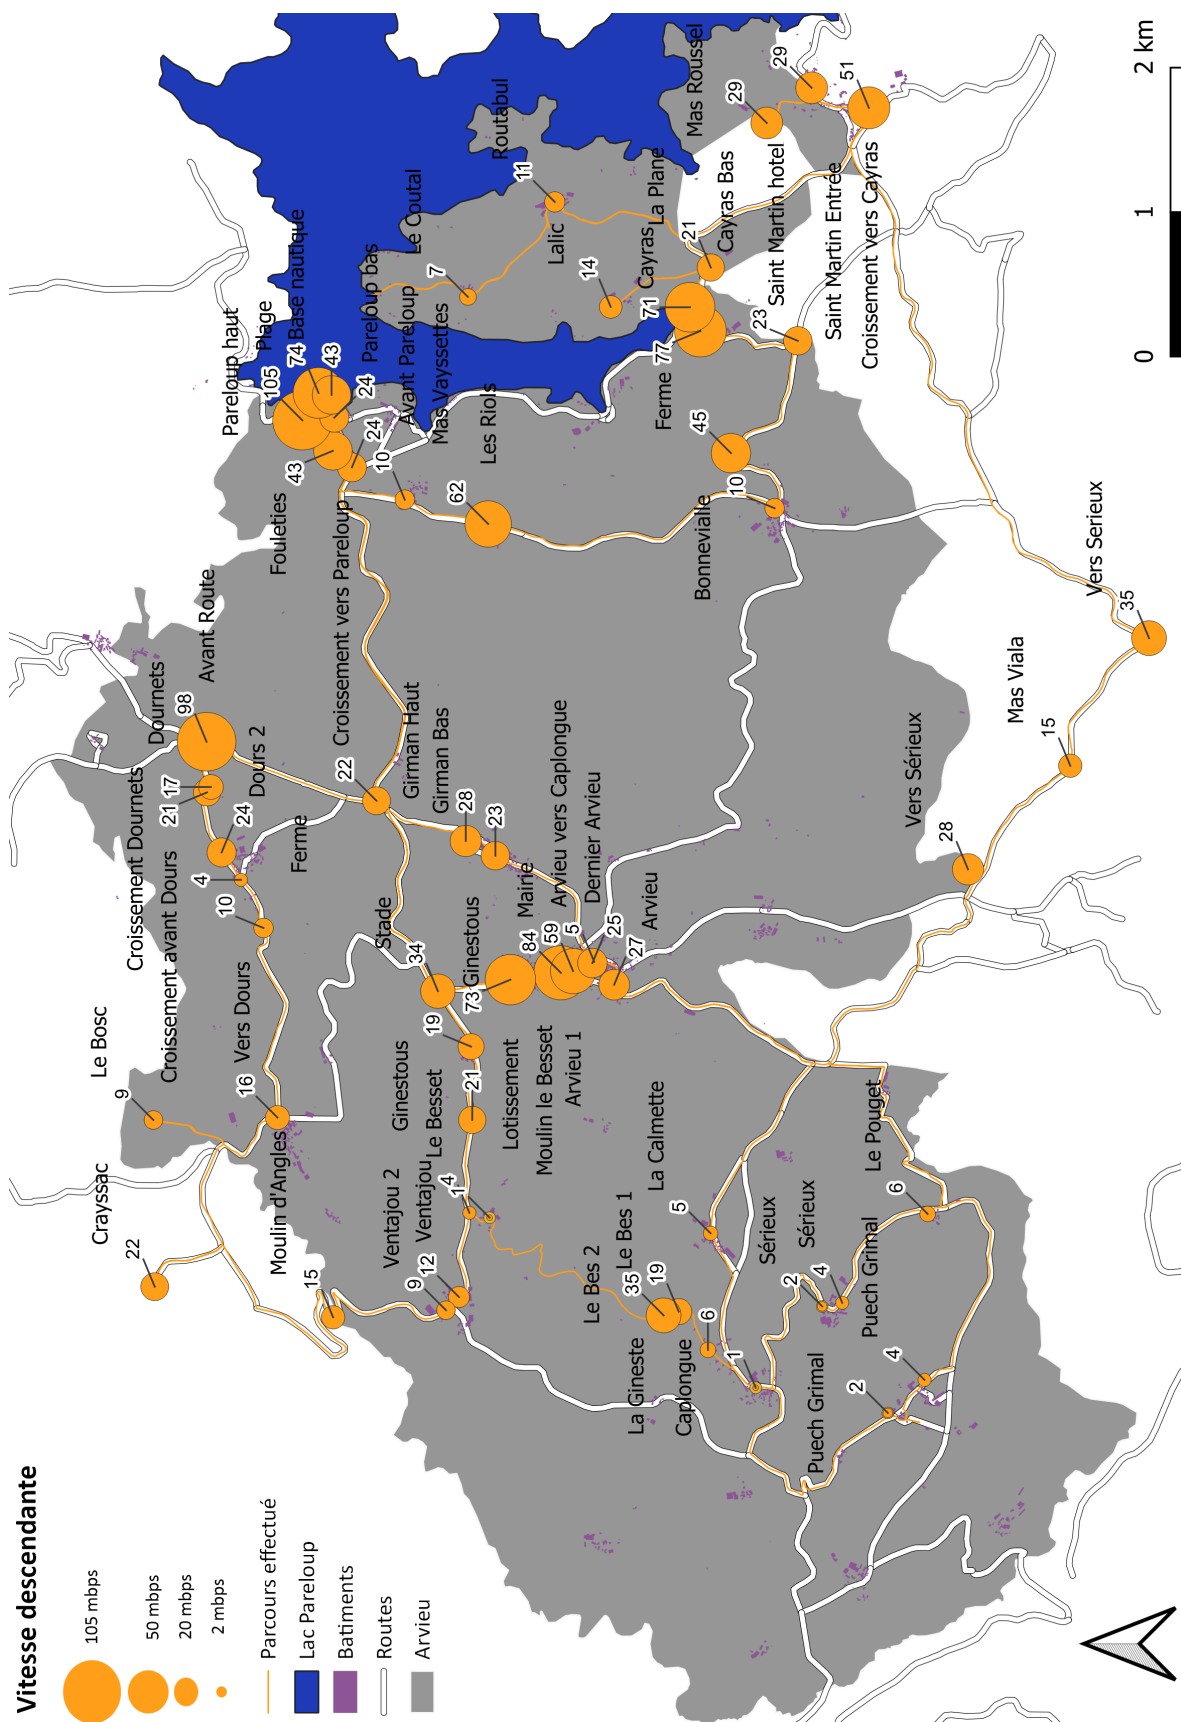 Vitesse descendante
105 mbps
50 mbps
20 mbps
2 mbps
Parcours effectué
Lac Pareloup
Batiments
Routes
Arvieu
Crayssac
22
Le Bosc
9
Croissement avant Dours
Croissement Dournets
Dournets
Avant Route
98
17
21
24
4
10
Dours 2
Ferme
Vers Dours
16
Moulin d'Angles
15
Ventajou 2
Ventajou
9
12
Le Besset
Ginestous
14
21
19
34
Stade
Ginestous
73
Lotissement
Moulin le Besset
Arvieu 1
Mairie
84
59
5
25
27
Arvieu vers Caplongue
Dernier Arvieu
Arvieu
Girman Haut
Girman Bas
28
23
22
Croissement vers Pareloup
Fouleties
Pareloup haut
Plage
Base nautique
105
74
43
24
43
24
10
Pareloup bas
Avant Pareloup
Mas Vayssettes
Les Riols
62
Le Coutal
7
Routabul
11
Lalic
14
Cayras
La Plane
Mas Roussel
29
29
51
21
Cayras Bas
71
77
Ferme
23
Saint Martin hotel
Saint Martin Entrée
Croissement vers Cayras
45
10
Bonnevialle
Vers Serieux
35
Mas Viala
15
Vers Sérieux
28
La Calmette
5
Le Bes 1
Le Bes 2
35
19
6
1
La Gineste
Caplongue
Sérieux
Sérieux
2
4
Le Pouget
6
Puech Grimal
4
2
Puech Grimal
0
1
2 km